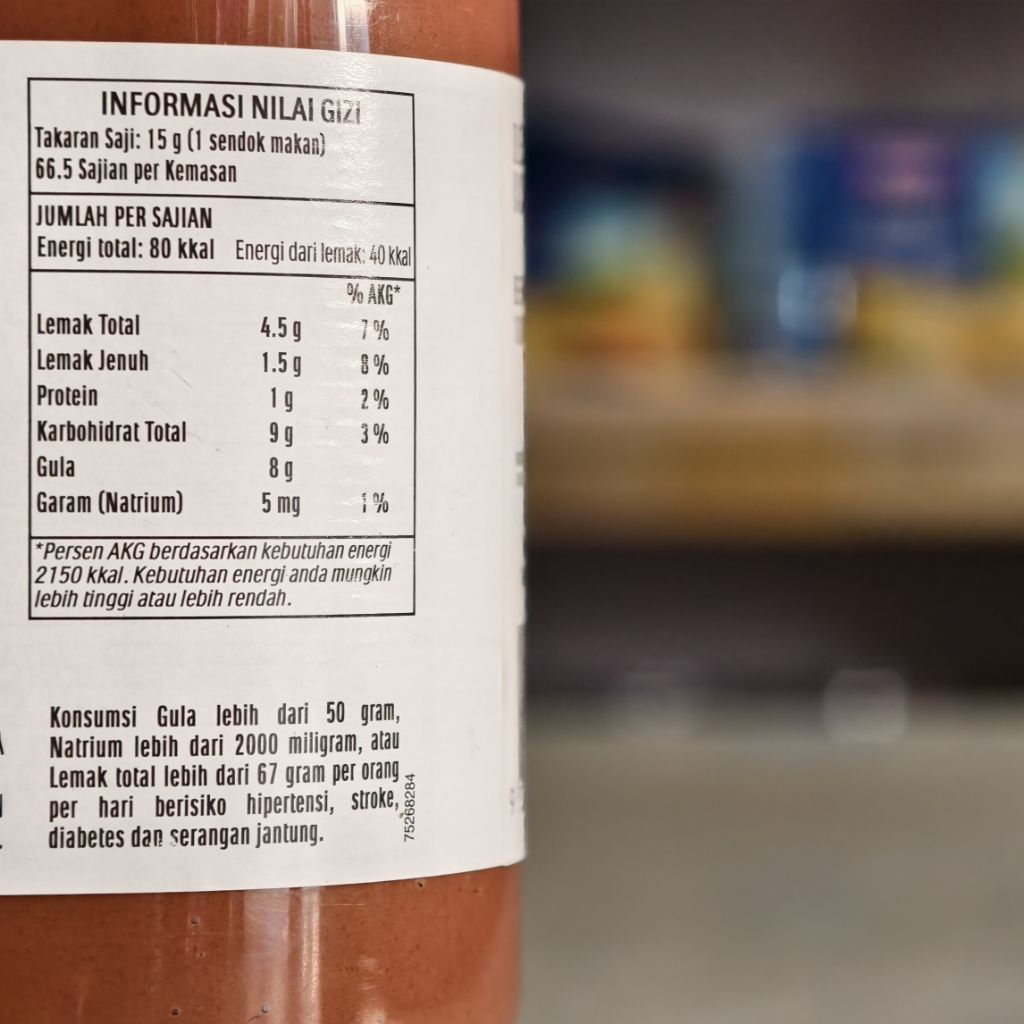 INFORMASI NILAI GIZI
Takaran Saji: 15 g (1 sendok makan)
66.5 Sajian per Kemasan
JUMLAH PER SAJIAN
Energi total: 80 kkal Energi dari lemak: 40 kkal
% AKG*
Lemak Total 4.5 g 7 %
Lemak Jenuh 1.5 g 8 %
Protein 1 g 2 %
Karbohidrat Total 9 g 3 %
Gula 8 g
Garam (Natrium) 5 mg 1 %
*Persen AKG berdasarkan kebutuhan energi
2150 kkal. Kebutuhan energi anda mungkin
lebih tinggi atau lebih rendah.
Konsumsi Gula lebih dari 50 gram,
Natrium lebih dari 2000 miligram, atau
Lemak total lebih dari 67 gram per orang
per hari berisiko hipertensi, stroke,
diabetes dan serangan jantung.
75268284